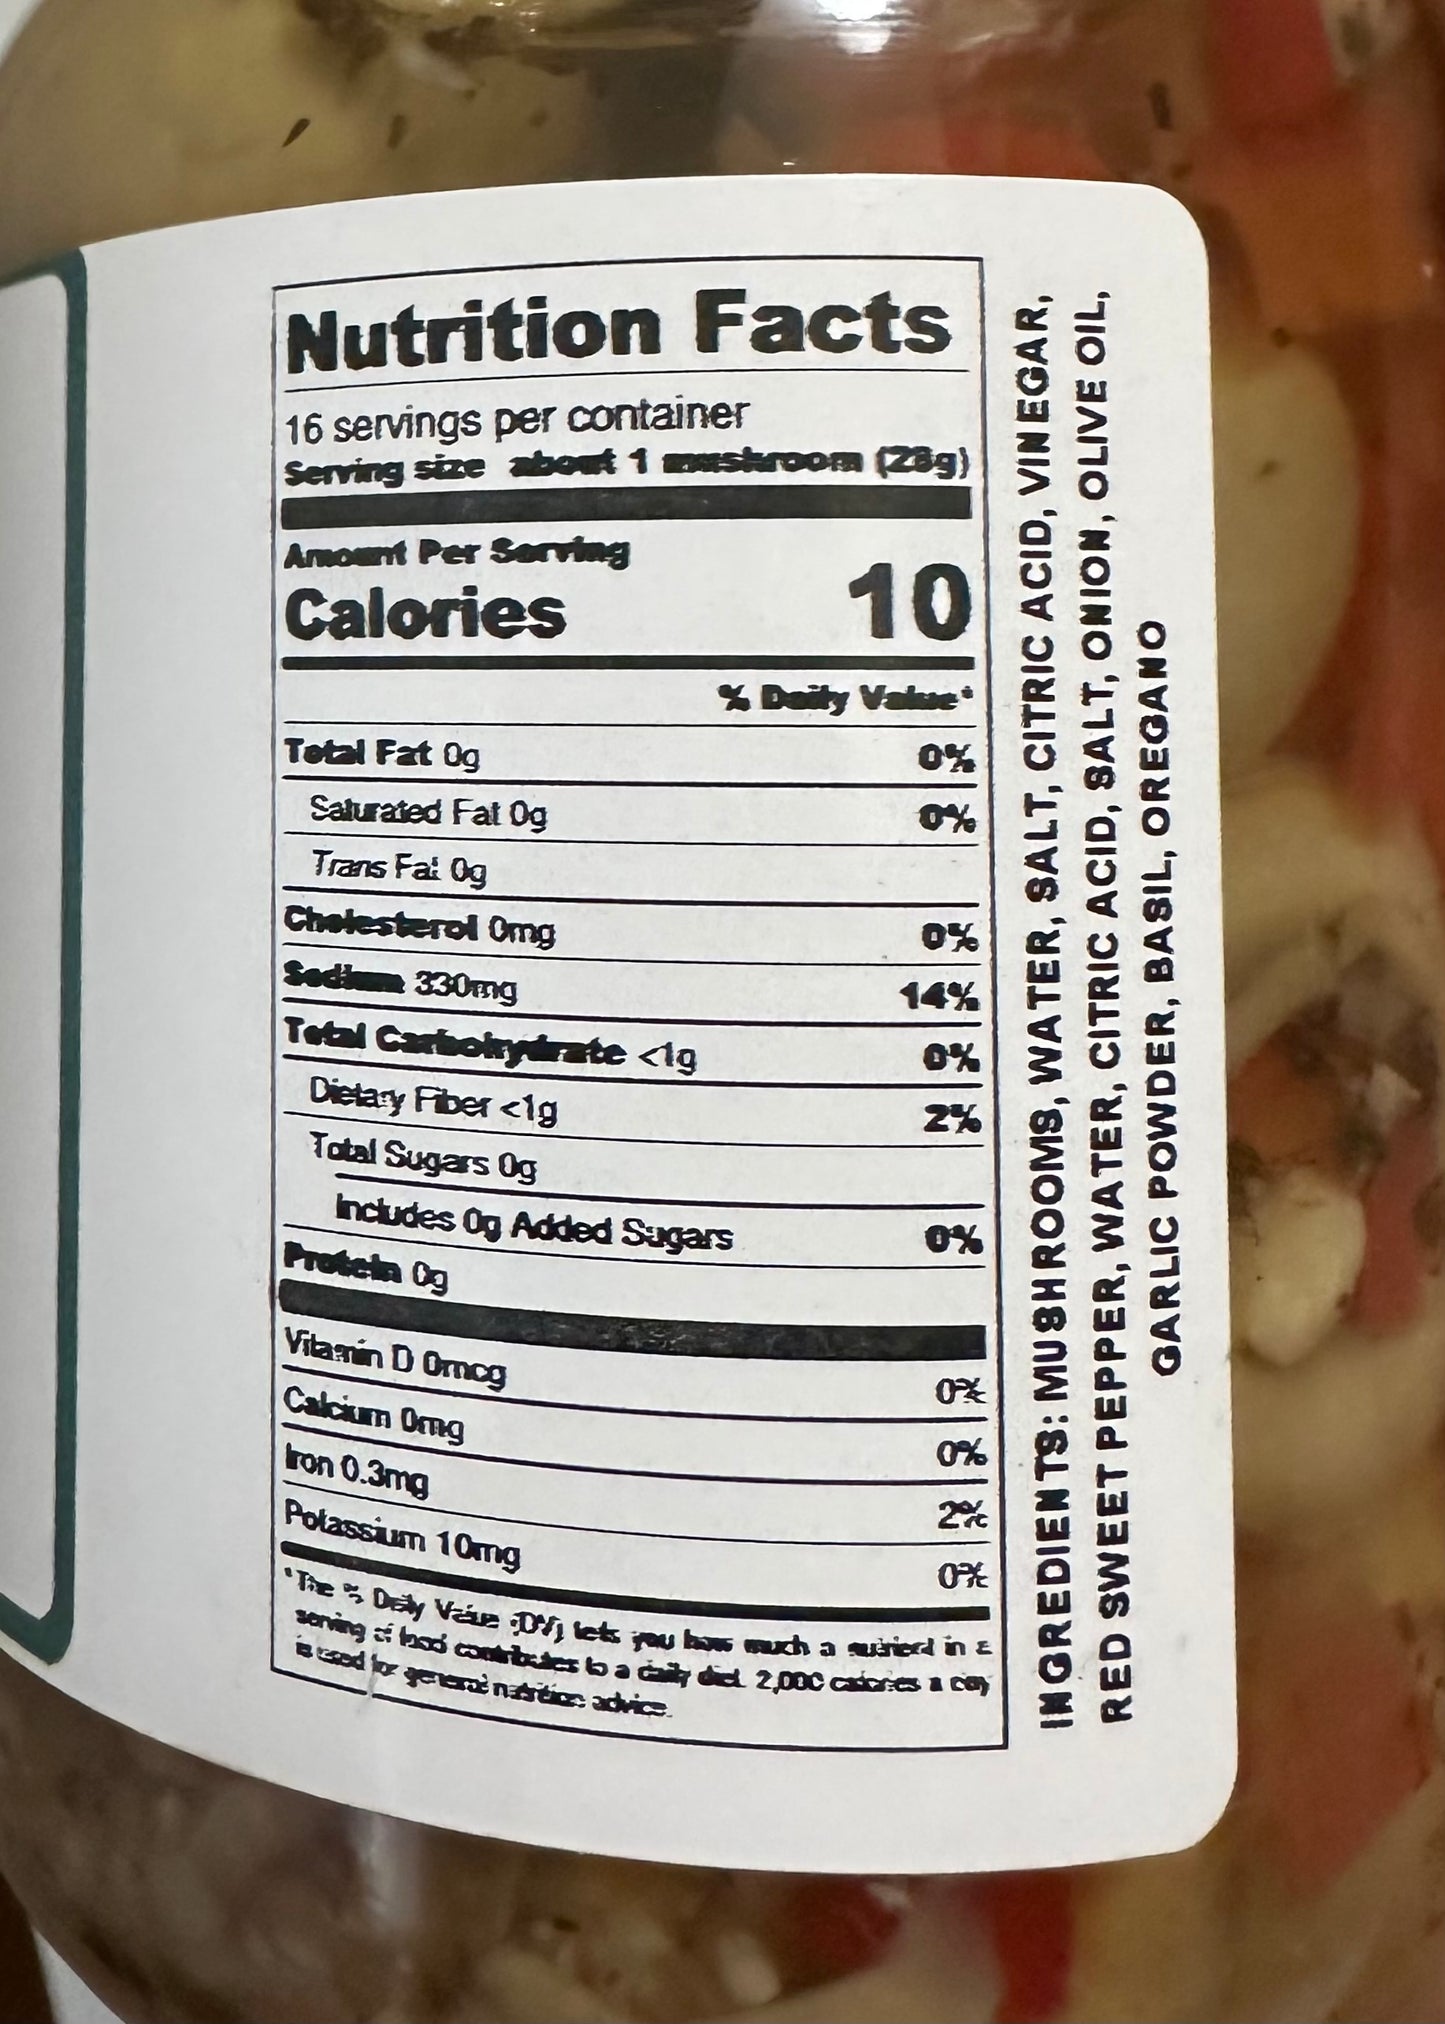 Nutrition Facts
16 servings per container
Serving size about 1 mushroom (28g)
Amount Per Serving
Calories 10
% Daily Value*
Total Fat 0g 0%
Saturated Fat 0g 0%
Trans Fat 0g
Cholesterol 0mg 0%
Sodium 330mg 14%
Total Carbohydrate <1g 0%
Dietary Fiber <1g 2%
Total Sugars 0g
Includes 0g Added Sugars 0%
Protein 0g
Vitamin D 0mcg 0%
Calcium 0mg 0%
Iron 0.3mg 2%
Potassium 10mg 0%
*The % Daily Value (DV) lets you how much a nutrient in a
serving of food contributes to a daily diet. 2,000 calories a day
is used for general nutrition advice.
INGREDIENTS: MUSHROOMS, WATER, SALT, CITRIC ACID, VINEGAR,
RED SWEET PEPPER, WATER, CITRIC ACID, SALT, ONION, OLIVE OIL,
GARLIC POWDER, BASIL, OREGANO